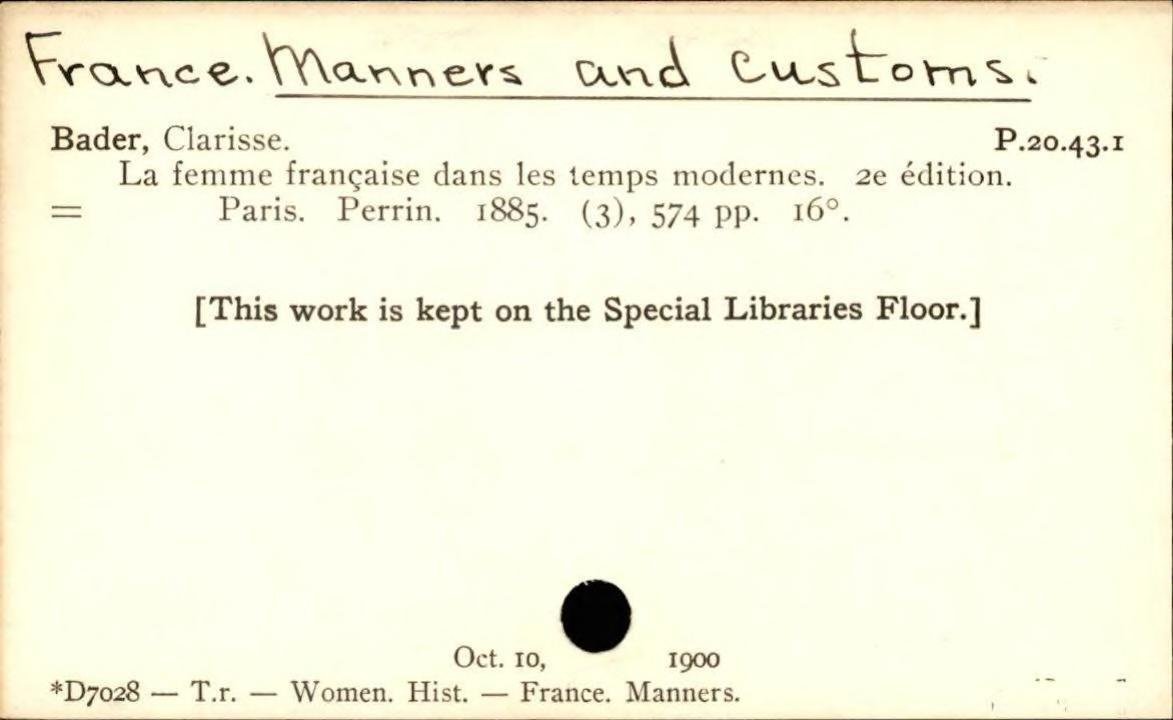 France. Manners and Customs.
Bader, Clarisse. P.20.43.1
La femme française dans les temps modernes. 2e édition.
= Paris. Perrin. 1885. (3), 574 pp. 16°.
[This work is kept on the Special Libraries Floor.]
Oct. 10, 1900
*D7028 — T.r. — Women. Hist. — France. Manners.